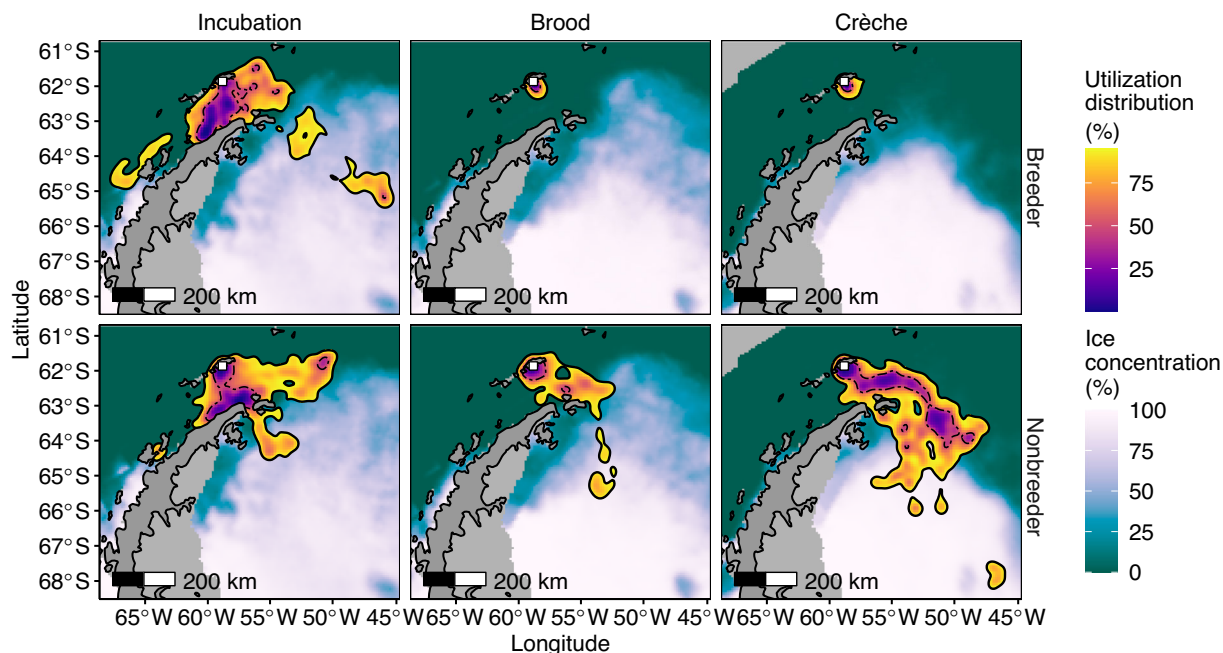 Incubation Brood Crèche
61°S
62°S
63°S
64°S
65°S
66°S
67°S
68°S
200 km 200 km 200 km
Breeder
Latitude
61°S
62°S
63°S
64°S
65°S
66°S
67°S
68°S
200 km 200 km 200 km
Nonbreeder
65°W 60°W 55°W 50°W 45°W 65°W 60°W 55°W 50°W 45°W 65°W 60°W 55°W 50°W 45°W
Longitude
Utilization
distribution
(%)
75
50
25
Ice
concentration
(%)
100
75
50
25
0